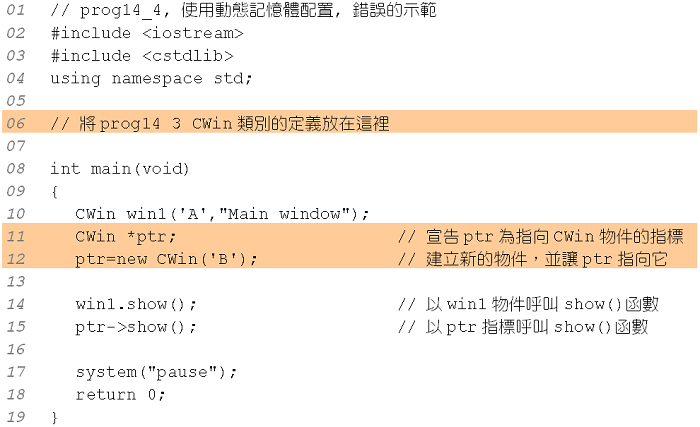 01 // prog14_4, 使用動態記憶體配置, 錯誤的示範
02 #include <iostream>
03 #include <cstdlib>
04 using namespace std;
05
06 // 將 prog14 3 CWin 類別的定義放在這裡
07
08 int main(void)
09 {
10 CWin win1('A',"Main window");
11 CWin *ptr; // 宣告 ptr 為指向 CWin 物件的指標
12 ptr=new CWin('B'); // 建立新的物件，並讓 ptr 指向它
13
14 win1.show(); // 以 win1 物件呼叫 show()函數
15 ptr->show(); // 以 ptr 指標呼叫 show()函數
16
17 system("pause");
18 return 0;
19 }